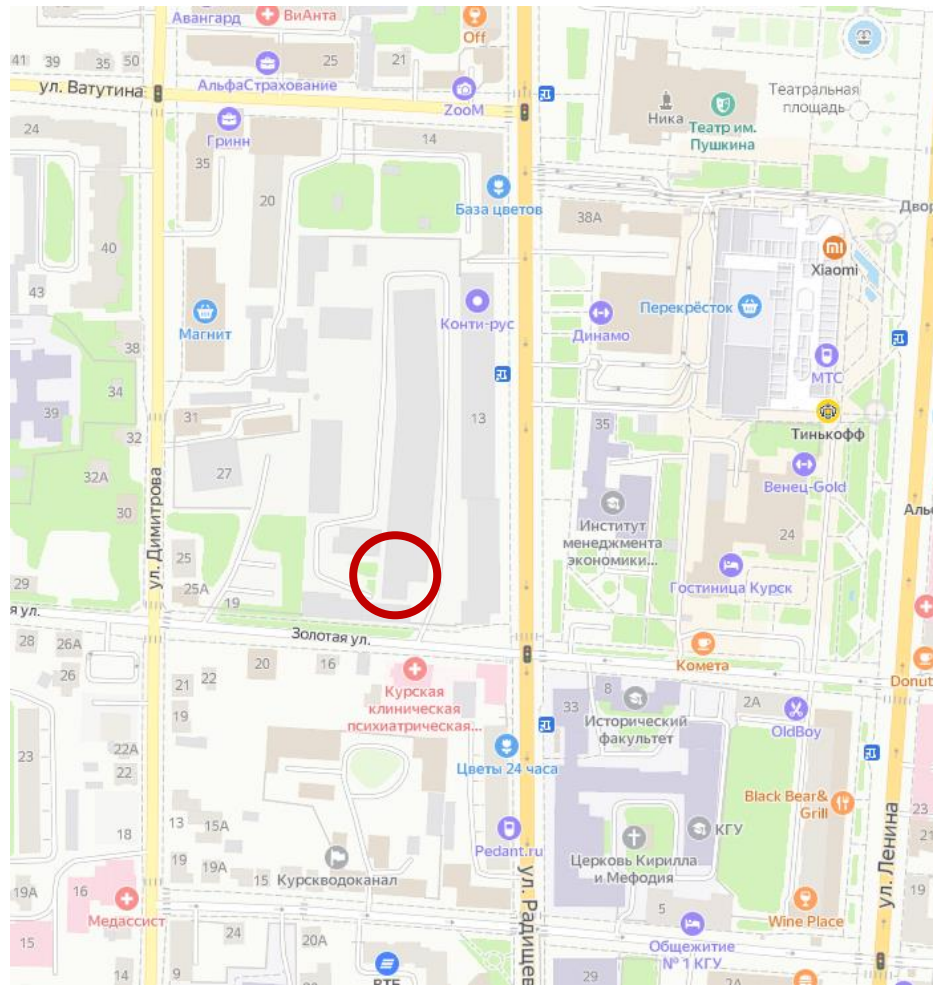 Авангард
ВиАнта
Off
41
39
35
50
25
21
ул. Ватутина
АльфаСтрахование
ZooM
Ника
Театр им.
Пушкина
Театральная
площадь
24
Гринн
14
35
20
База цветов
38А
Двор
40
Xiaomi
43
Магнит
Конти-рус
Динамо
Перекрёсток
38
МТС
34
39
31
13
35
Тинькофф
32
27
Венец-Gold
32А
ул. Димитрова
30
Институт
менеджмента
экономики...
24
Аль
25
29
25А
19
Гостиница Курск
я ул.
Золотая ул.
28
26А
20
16
Комета
Donut
26
21
22
Курская
клиническая
психиатрическая...
8
33
2А
Исторический
факультет
OldBoy
19
23
22А
22
Цветы 24 часа
Black Bear&
Grill
23
18
13
15А
КГУ
21
Pedant.ru
Церковь Кирилла
и Мефодия
19
19А
15
Курскводоканал
ул. Радищев
ул. Ленина
19А
16
19
Медассист
5
Wine Place
15
24
20А
Общежитие
№ 1 КГУ
14
9
ВТБ
29
2А